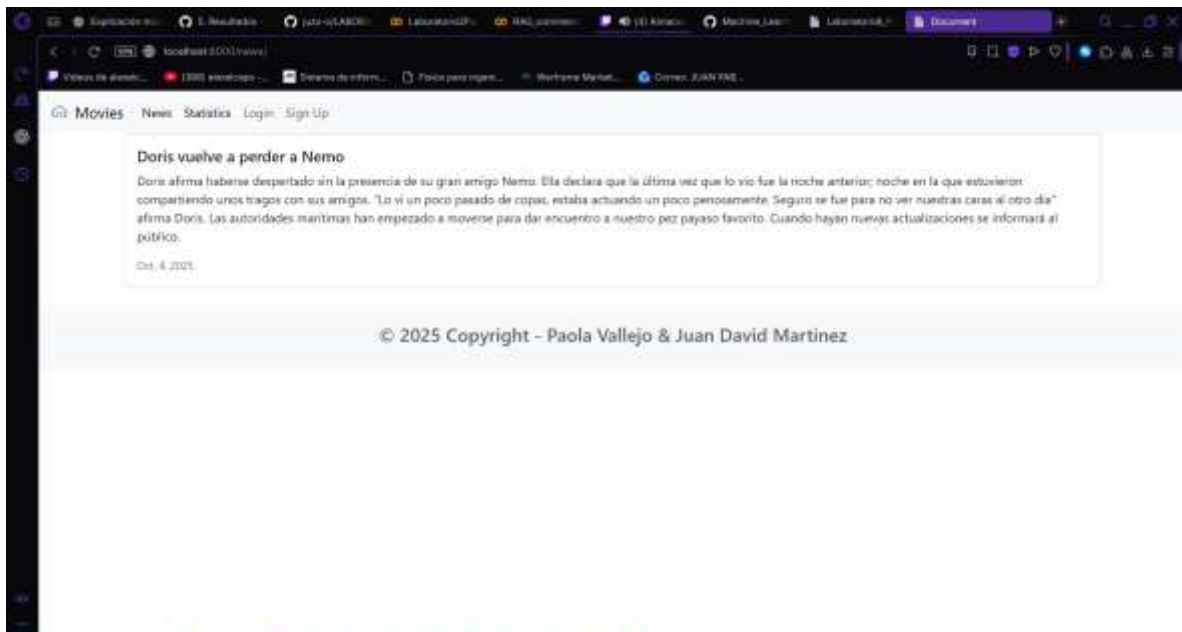 Document
localhost:8000/news/
Movies News Statistics Login Sign Up
Doris vuelve a perder a Nemo
Doris afirma haberse despertado sin la presencia de su gran amigo Nemo. Ella declara que la última vez que lo vio fue la noche anterior; noche en la que estuvieron
compartiendo unos tragos con sus amigos. "Lo vi un poco pasado de copas, estaba actuando un poco penosamente. Seguro se fue para no ver nuestras caras al otro día"
afirma Doris. Las autoridades marítimas han empezado a moverse para dar encuentro a nuestro pez payaso favorito. Cuando hayan nuevas actualizaciones se informará al
público.
Oct. 4, 2025
© 2025 Copyright - Paola Vallejo & Juan David Martinez